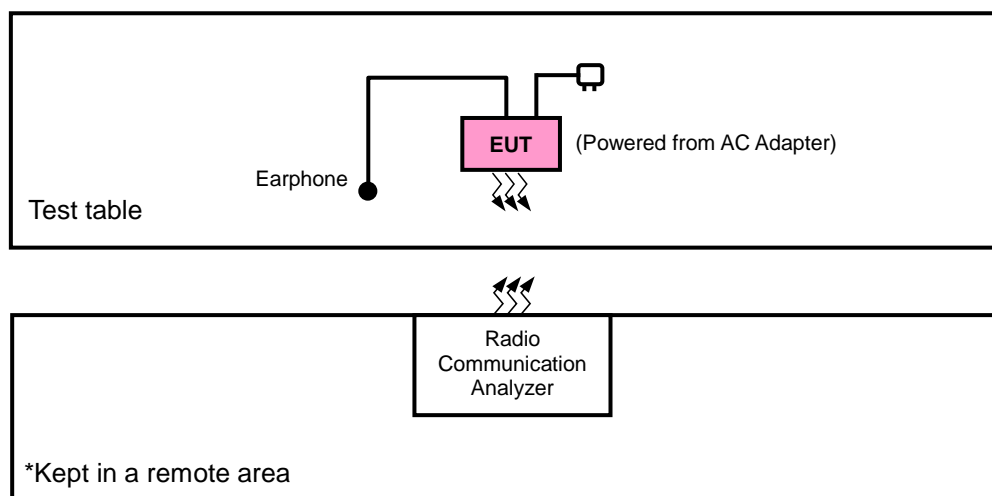 EUT
(Powered from AC Adapter)
Earphone
Test table
Radio
Communication
Analyzer
*Kept in a remote area